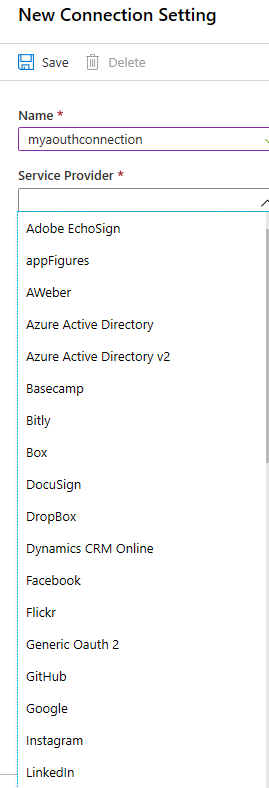 New Connection Setting
Save Delete
Name *
myaouthconnection
Service Provider *
Adobe EchoSign
appFigures
AWeber
Azure Active Directory
Azure Active Directory v2
Basecamp
Bitly
Box
DocuSign
DropBox
Dynamics CRM Online
Facebook
Flickr
Generic Oauth 2
GitHub
Google
Instagram
LinkedIn